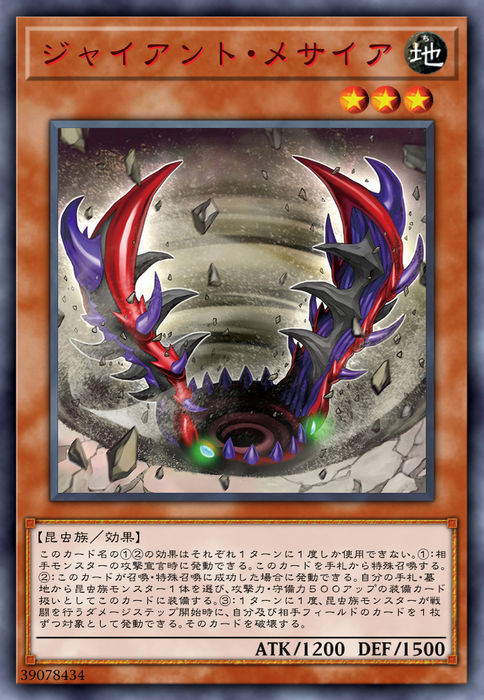 ジャイアント・メサイア
地
ち
【昆虫族／効果】
このカード名の①②の効果はそれぞれ１ターンに１度しか使用できない。①：相
手モンスターの攻撃宣言時に発動できる。このカードを手札から特殊召喚する。
②：このカードが召喚・特殊召喚に成功した場合に発動できる。自分の手札・墓
地から昆虫族モンスター１体を選び、攻撃力・守備力５００アップの装備カード
扱いとしてこのカードに装備する。③：１ターンに１度、昆虫族モンスターが戦
闘を行うダメージステップ開始時に、自分及び相手フィールドのカードを１枚
ずつ対象として発動できる。そのカードを破壊する。
ATK/1200 DEF/1500
39078434